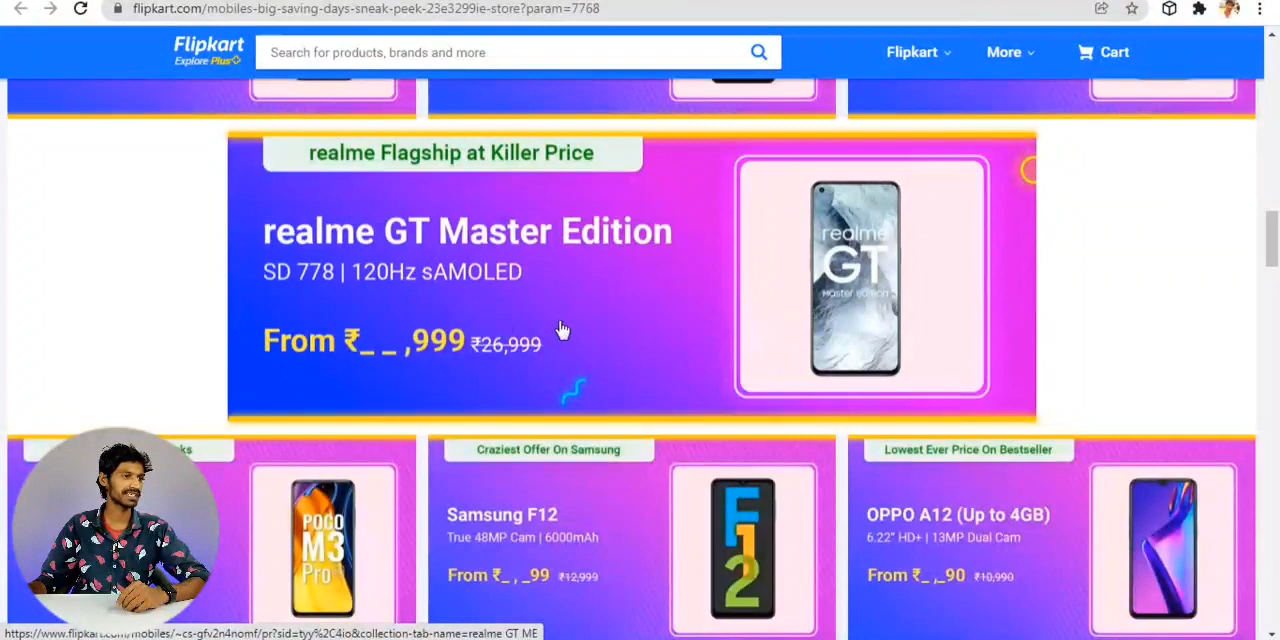 flipkart.com/mobiles-big-saving-days-sneak-peek-23e3299ie-store?param=7768
Flipkart
Explore Plus
Search for products, brands and more
Flipkart
More
Cart
realme Flagship at Killer Price
realme GT Master Edition
SD 778 | 120Hz sAMOLED
From ₹_ _ ,999 ₹26,999
realme
GT
Master Edition
ks
POCO
M3
Pro
Craziest Offer On Samsung
Samsung F12
True 48MP Cam | 6000mAh
From ₹_ , _99 ₹12,999
F12
Lowest Ever Price On Bestseller
OPPO A12 (Up to 4GB)
6.22" HD+ | 13MP Dual Cam
From ₹_ ,_90 ₹10,990
https://www.flipkart.com/mobiles/~cs-gfv2n4nomf/pr?sid=tyy%2C4io&collection-tab-name=realme GT ME